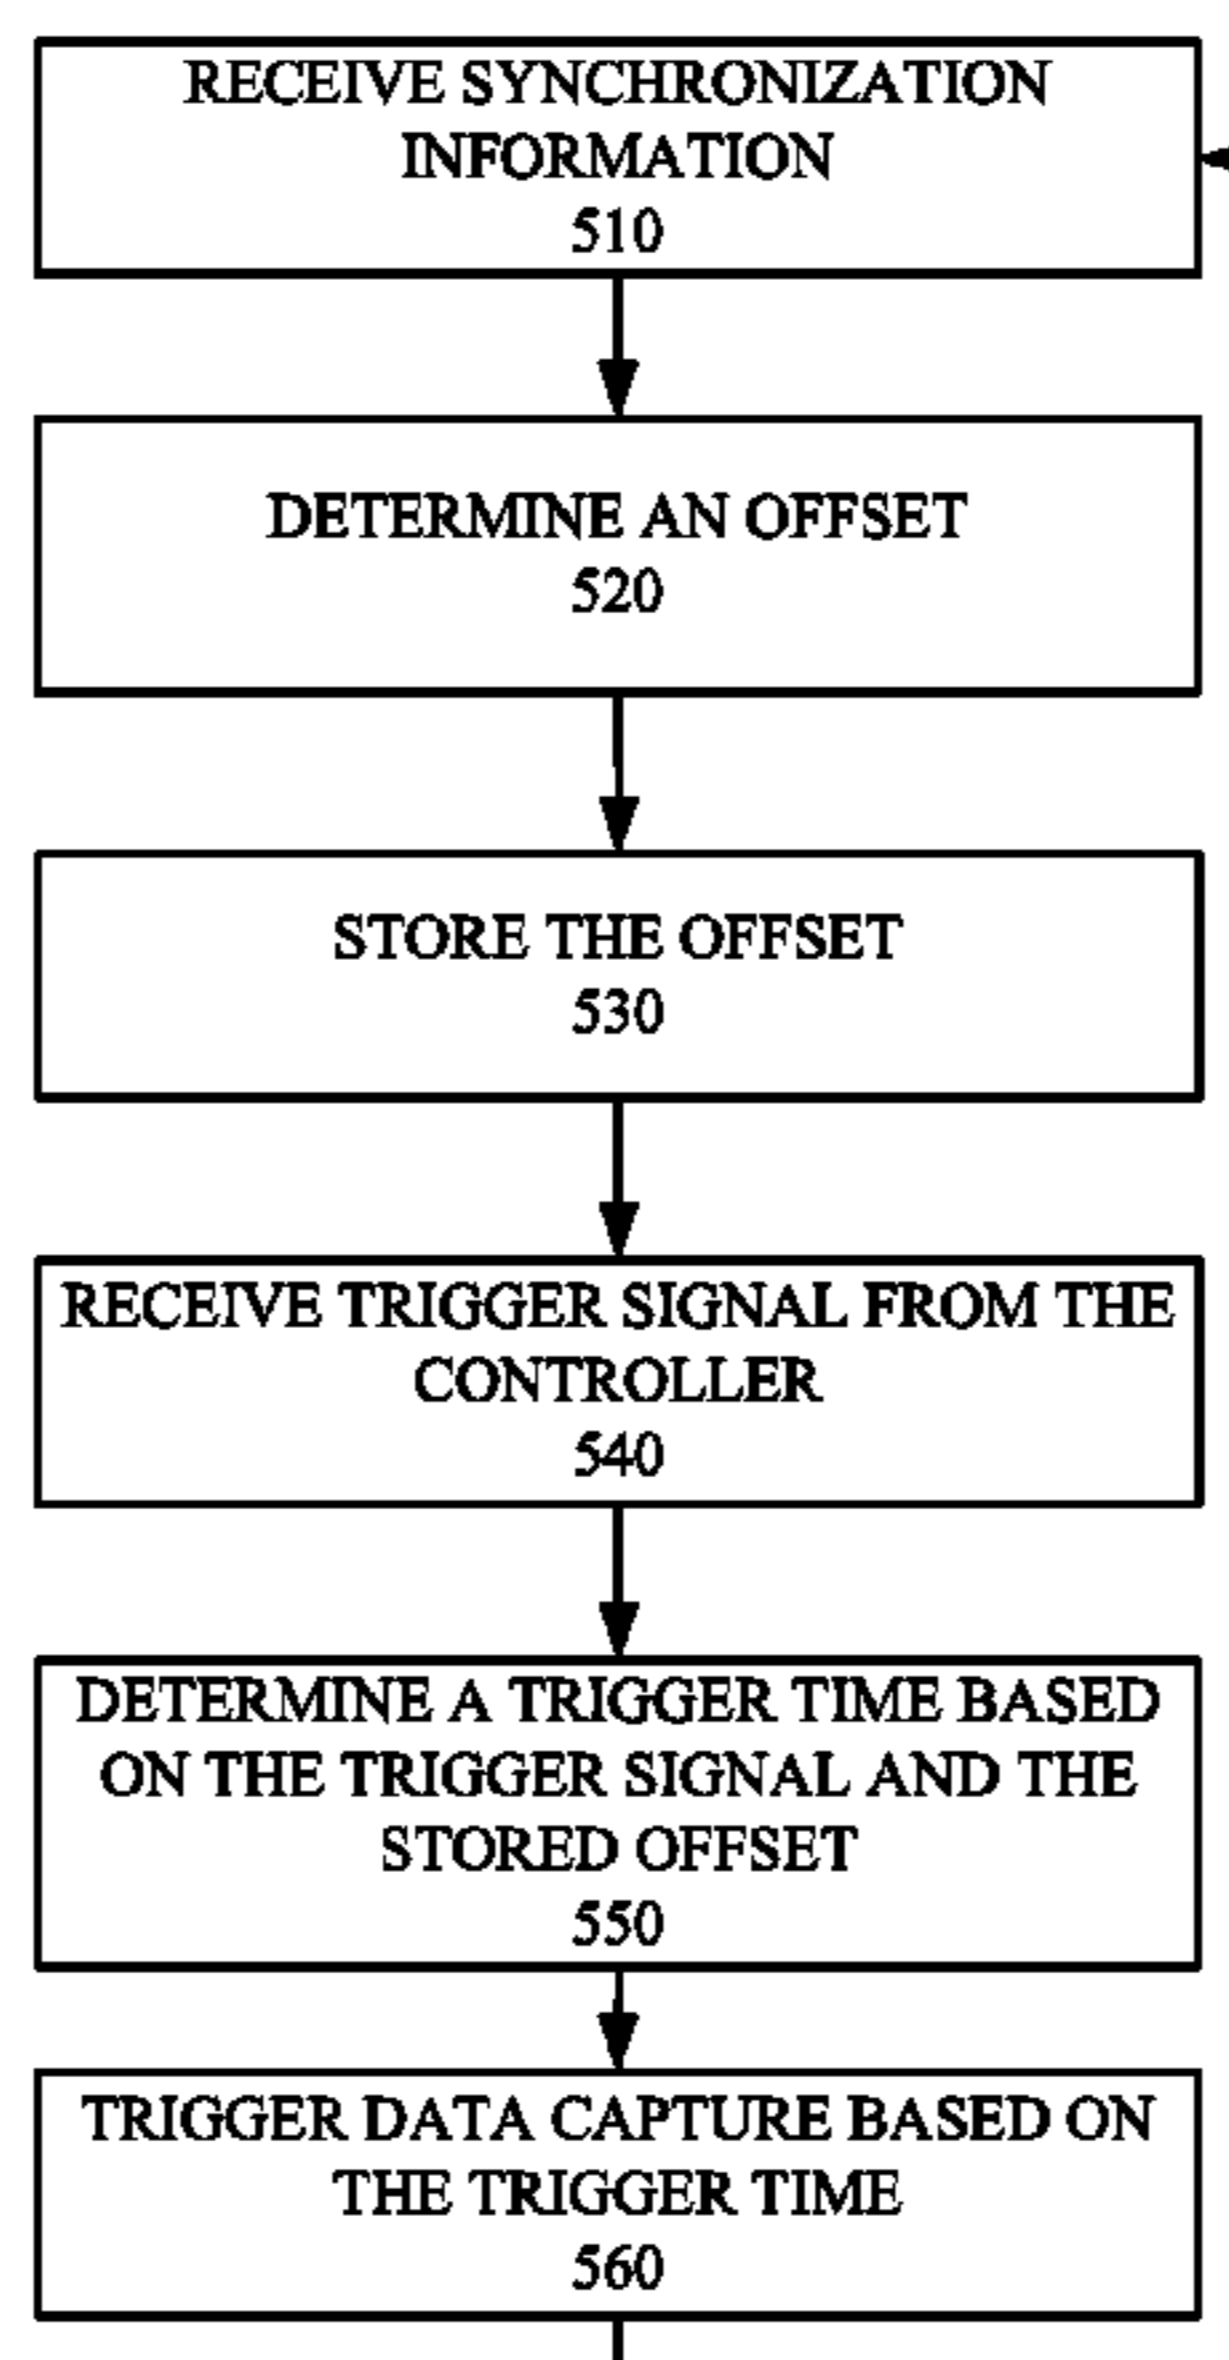 RECEIVE SYNCHRONIZATION
INFORMATION
510
DETERMINE AN OFFSET
520
STORE THE OFFSET
530
RECEIVE TRIGGER SIGNAL FROM THE
CONTROLLER
540
DETERMINE A TRIGGER TIME BASED
ON THE TRIGGER SIGNAL AND THE
STORED OFFSET
550
TRIGGER DATA CAPTURE BASED ON
THE TRIGGER TIME
560